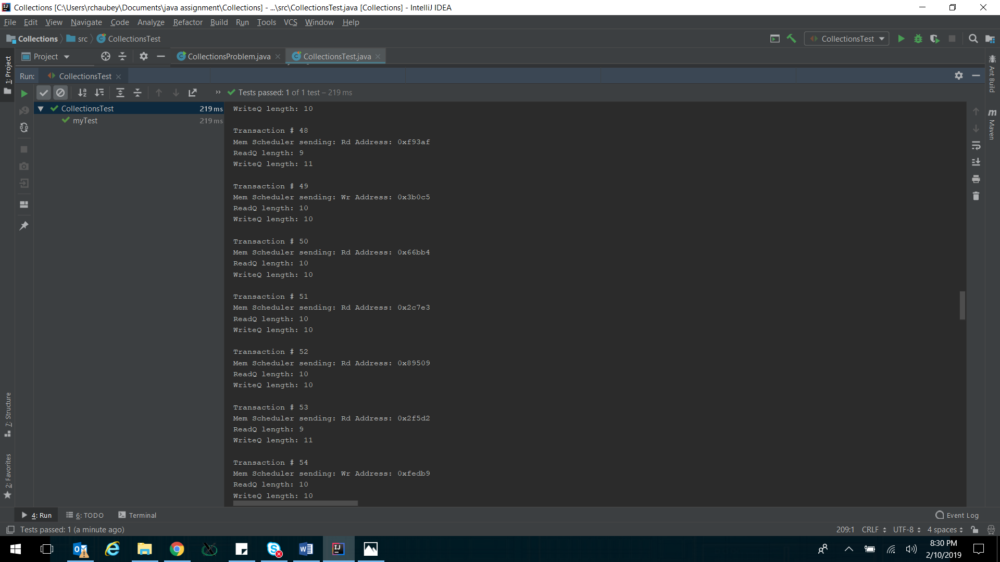 Collections [C:\Users\rchaubey\Documents\java assignment\Collections] - ...\src\CollectionsTest.java [Collections] - IntelliJ IDEA
File Edit View Navigate Code Analyze Refactor Build Run Tools VCS Window Help
Collections src CollectionsTest CollectionsTest
1: Project
Project CollectionsProblem.java CollectionsTest.java
Ant Build
Run: CollectionsTest
Tests passed: 1 of 1 test – 219 ms
CollectionsTest 219 ms
myTest 219 ms
Maven
WriteQ length: 10
Transaction # 48
Mem Scheduler sending: Rd Address: 0xf93af
ReadQ length: 9
WriteQ length: 11
Transaction # 49
Mem Scheduler sending: Wr Address: 0x3b0c5
ReadQ length: 10
WriteQ length: 10
Transaction # 50
Mem Scheduler sending: Rd Address: 0x66bb4
ReadQ length: 10
WriteQ length: 10
Transaction # 51
Mem Scheduler sending: Rd Address: 0x2c7e3
ReadQ length: 10
WriteQ length: 10
Transaction # 52
Mem Scheduler sending: Rd Address: 0x89509
ReadQ length: 10
WriteQ length: 10
Transaction # 53
Mem Scheduler sending: Rd Address: 0x2f5d2
ReadQ length: 9
WriteQ length: 11
Transaction # 54
Mem Scheduler sending: Wr Address: 0xfedb9
ReadQ length: 10
WriteQ length: 10
7: Structure
2: Favorites
4: Run 6: TODO Terminal Event Log
Tests passed: 1 (a minute ago) 209:1 CRLF UTF-8 4 spaces
8:30 PM
2/10/2019